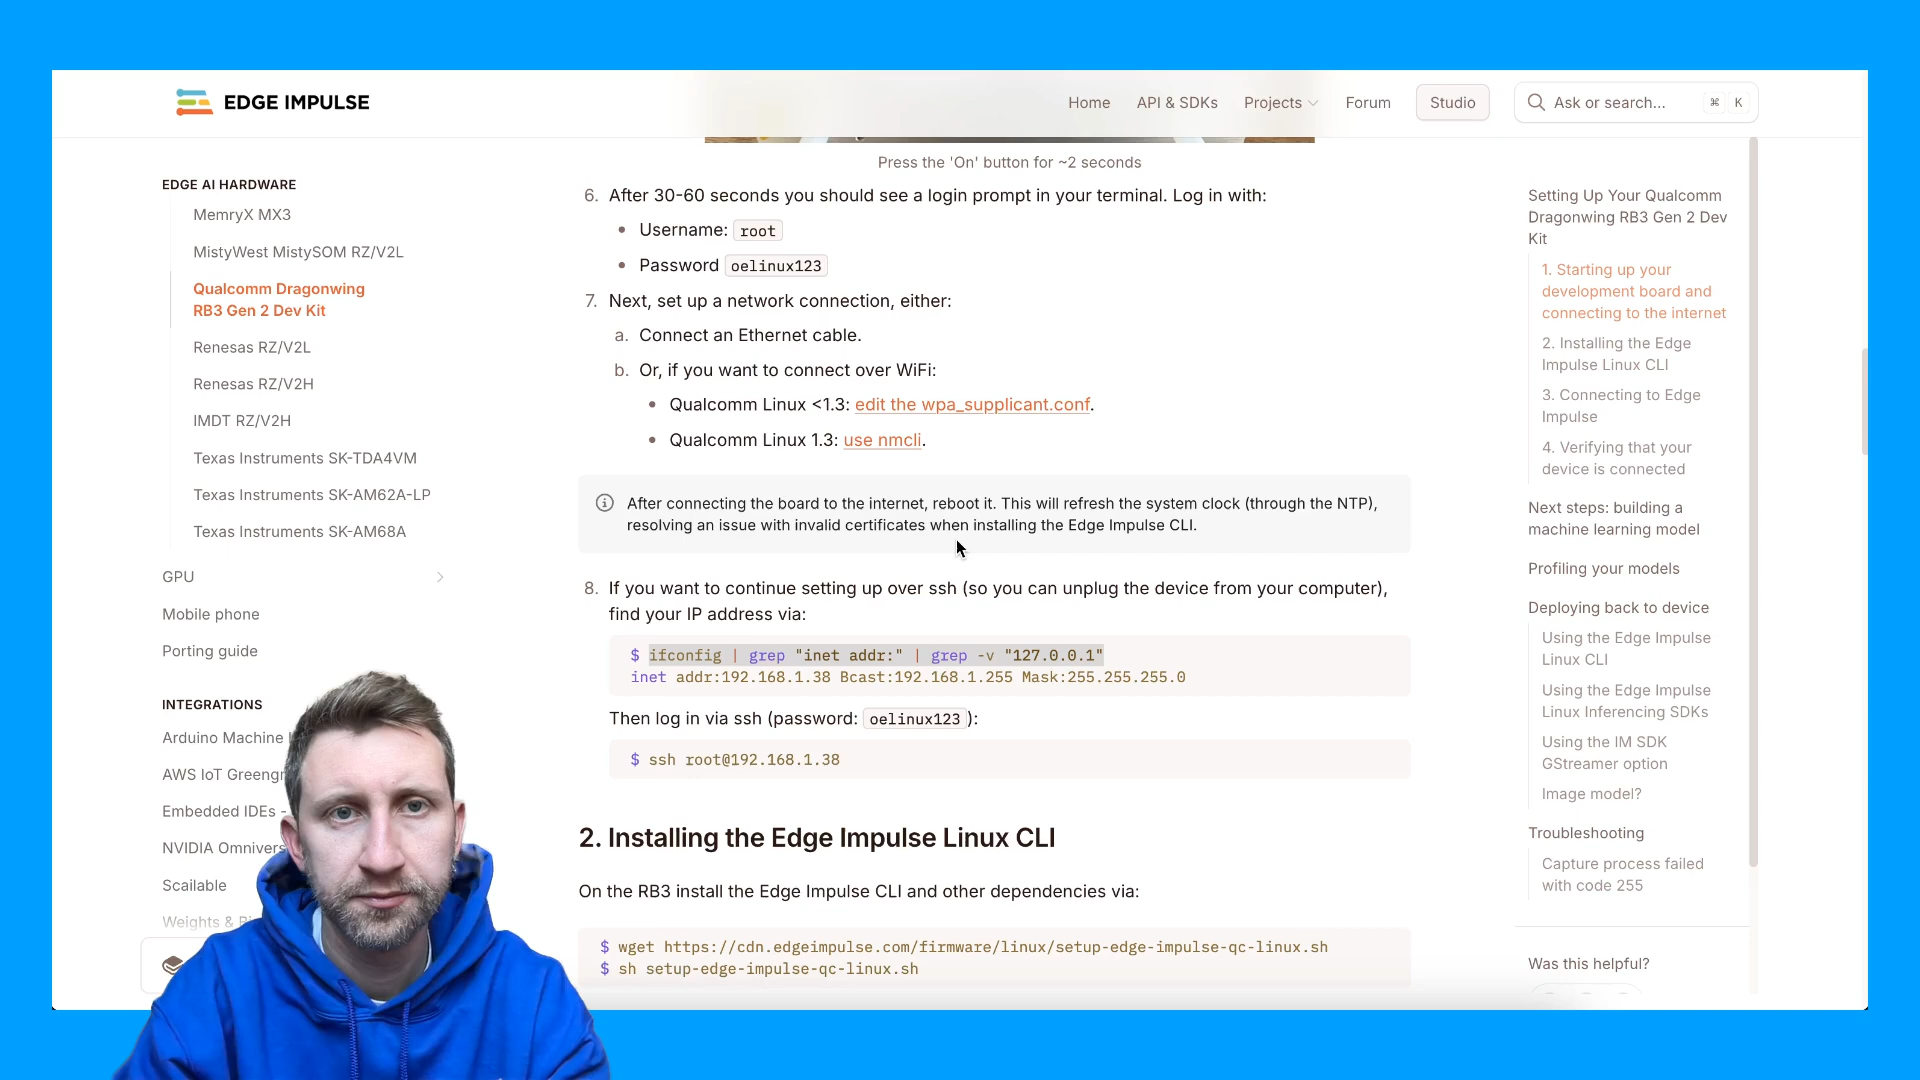 EDGE IMPULSE
Home
API & SDKs
Projects
Forum
Studio
Ask or search...
⌘
K
EDGE AI HARDWARE
MemryX MX3
MistyWest MistySOM RZ/V2L
Qualcomm Dragonwing
RB3 Gen 2 Dev Kit
Renesas RZ/V2L
Renesas RZ/V2H
IMDT RZ/V2H
Texas Instruments SK-TDA4VM
Texas Instruments SK-AM62A-LP
Texas Instruments SK-AM68A
GPU
Mobile phone
Porting guide
INTEGRATIONS
Arduino Machine
AWS IoT Greengr
Embedded IDEs -
NVIDIA Omnivers
Scailable
Weights & Bi
Press the 'On' button for ~2 seconds
6. After 30-60 seconds you should see a login prompt in your terminal. Log in with:
• Username: root
• Password oelinux123
7. Next, set up a network connection, either:
a. Connect an Ethernet cable.
b. Or, if you want to connect over WiFi:
• Qualcomm Linux <1.3: edit the wpa_supplicant.conf.
• Qualcomm Linux 1.3: use nmcli.
After connecting the board to the internet, reboot it. This will refresh the system clock (through the NTP),
resolving an issue with invalid certificates when installing the Edge Impulse CLI.
8. If you want to continue setting up over ssh (so you can unplug the device from your computer),
find your IP address via:
$ ifconfig | grep "inet addr:" | grep -v "127.0.0.1"
inet addr:192.168.1.38 Bcast:192.168.1.255 Mask:255.255.255.0
Then log in via ssh (password: oelinux123):
$ ssh root@192.168.1.38
2. Installing the Edge Impulse Linux CLI
On the RB3 install the Edge Impulse CLI and other dependencies via:
$ wget https://cdn.edgeimpulse.com/firmware/linux/setup-edge-impulse-qc-linux.sh
$ sh setup-edge-impulse-qc-linux.sh
Setting Up Your Qualcomm
Dragonwing RB3 Gen 2 Dev
Kit
1. Starting up your
development board and
connecting to the internet
2. Installing the Edge
Impulse Linux CLI
3. Connecting to Edge
Impulse
4. Verifying that your
device is connected
Next steps: building a
machine learning model
Profiling your models
Deploying back to device
Using the Edge Impulse
Linux CLI
Using the Edge Impulse
Linux Inferencing SDKs
Using the IM SDK
GStreamer option
Image model?
Troubleshooting
Capture process failed
with code 255
Was this helpful?